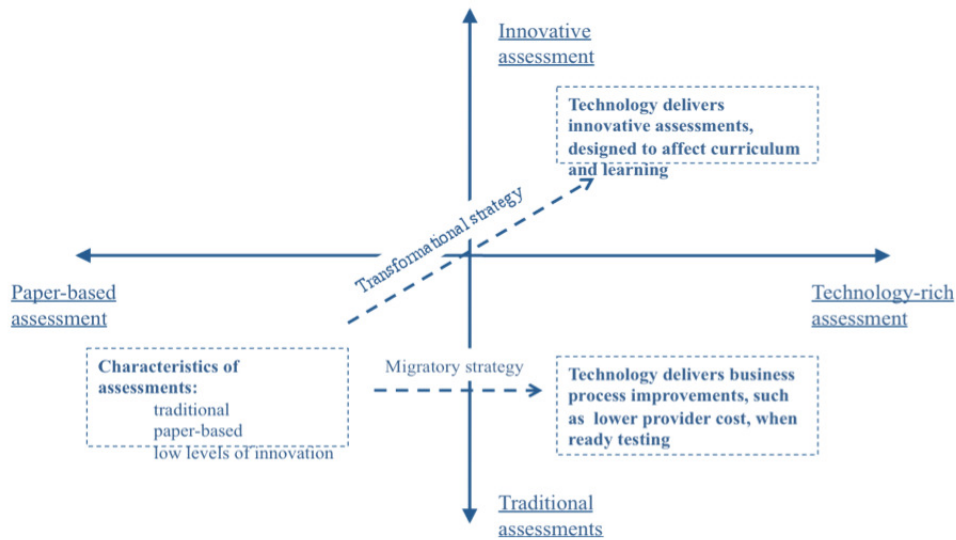 Innovative
assessment
Technology delivers
innovative assessments,
designed to affect curriculum
and learning
Transformational strategy
Paper-based
assessment
Technology-rich
assessment
Characteristics of
assessments:
traditional
paper-based
low levels of innovation
Migratory strategy
Technology delivers business
process improvements, such
as lower provider cost, when
ready testing
Traditional
assessments